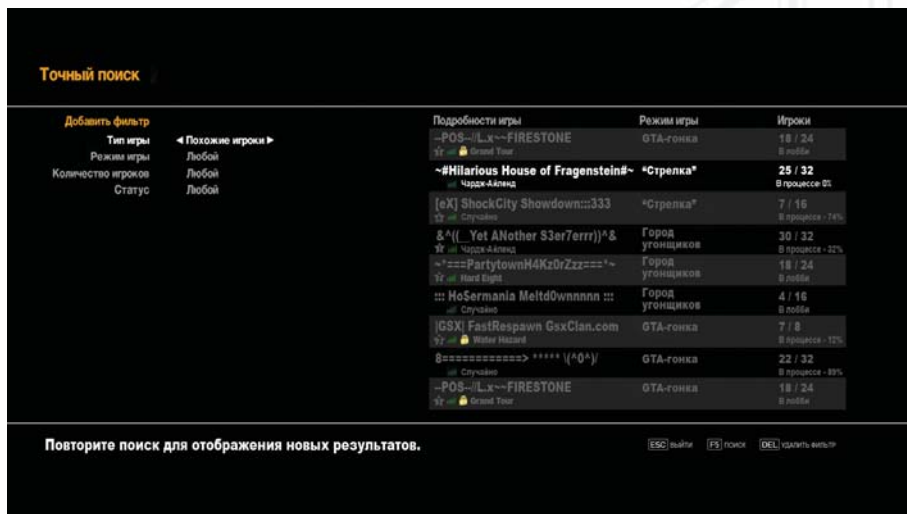 Точный поиск
Добавить фильтр
Тип игры ◄ Похожие игроки ►
Режим игры Любой
Количество игроков Любой
Статус Любой
Подробности игры Режим игры Игроки
--POS--//L.x~~FIRESTONE GTA-гонка 18 / 24
Grand Tour В лобби
~#Hilarious House of Fragenstein#~ "Стрелка" 25 / 32
Чардж-Айленд В процессе: 0%
[eX] ShockCity Showdown:::333 "Стрелка" 7 / 16
Случайно В процессе - 74%
&^((__Yet ANother S3er7errr))^& Город угонщиков 30 / 32
Чардж-Айленд В процессе - 32%
~*===PartytownH4Kz0rZzz===*~ Город угонщиков 18 / 24
Hard Eight В лобби
::: Ho$ermania Meltd0wnnnnn ::: Город угонщиков 4 / 16
Случайно В лобби
|GSX| FastRespawn GsxClan.com GTA-гонка 7 / 8
Water Hazard В процессе - 12%
8============> ***** \(^0^)/ GTA-гонка 22 / 32
Случайно В процессе - 89%
--POS--//L.x~~FIRESTONE GTA-гонка 18 / 24
Grand Tour В лобби
Повторите поиск для отображения новых результатов.
ESC ВЫЙТИ F5 ПОИСК DEL УДАЛИТЬ ФИЛЬТР